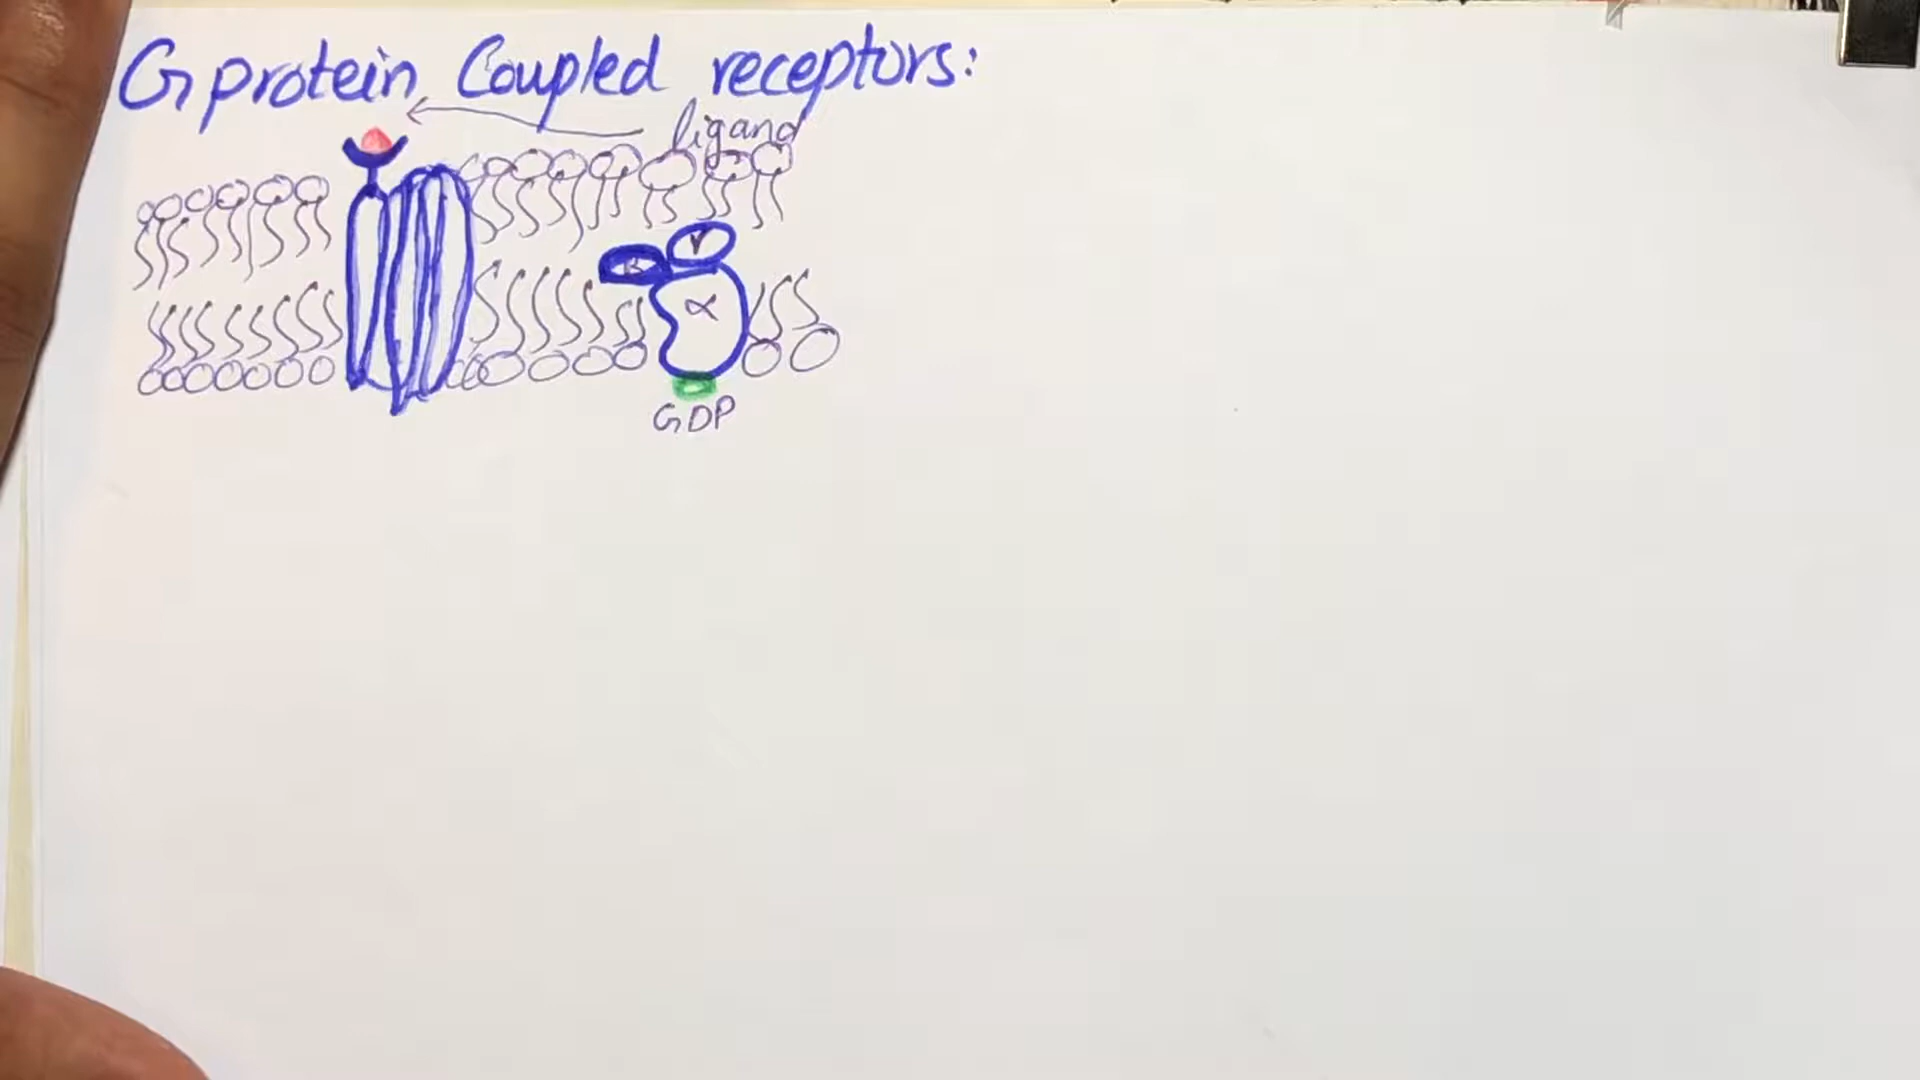 G protein Coupled receptors:
ligand
γ
β
α
GDP